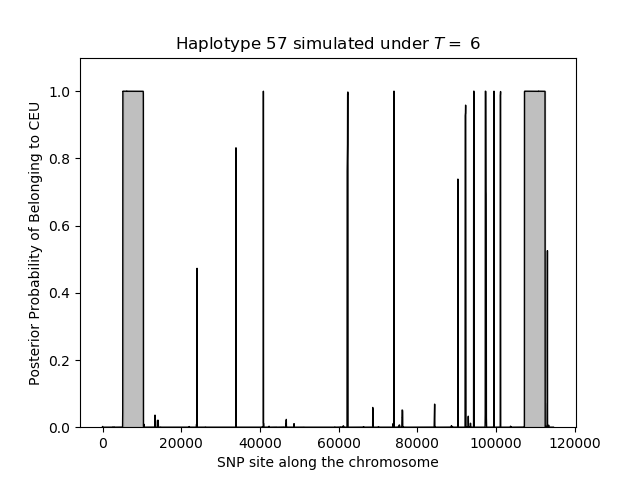 Haplotype 57 simulated under T = 6
Posterior Probability of Belonging to CEU
1.0
0.8
0.6
0.4
0.2
0.0
0 20000 40000 60000 80000 100000 120000
SNP site along the chromosome